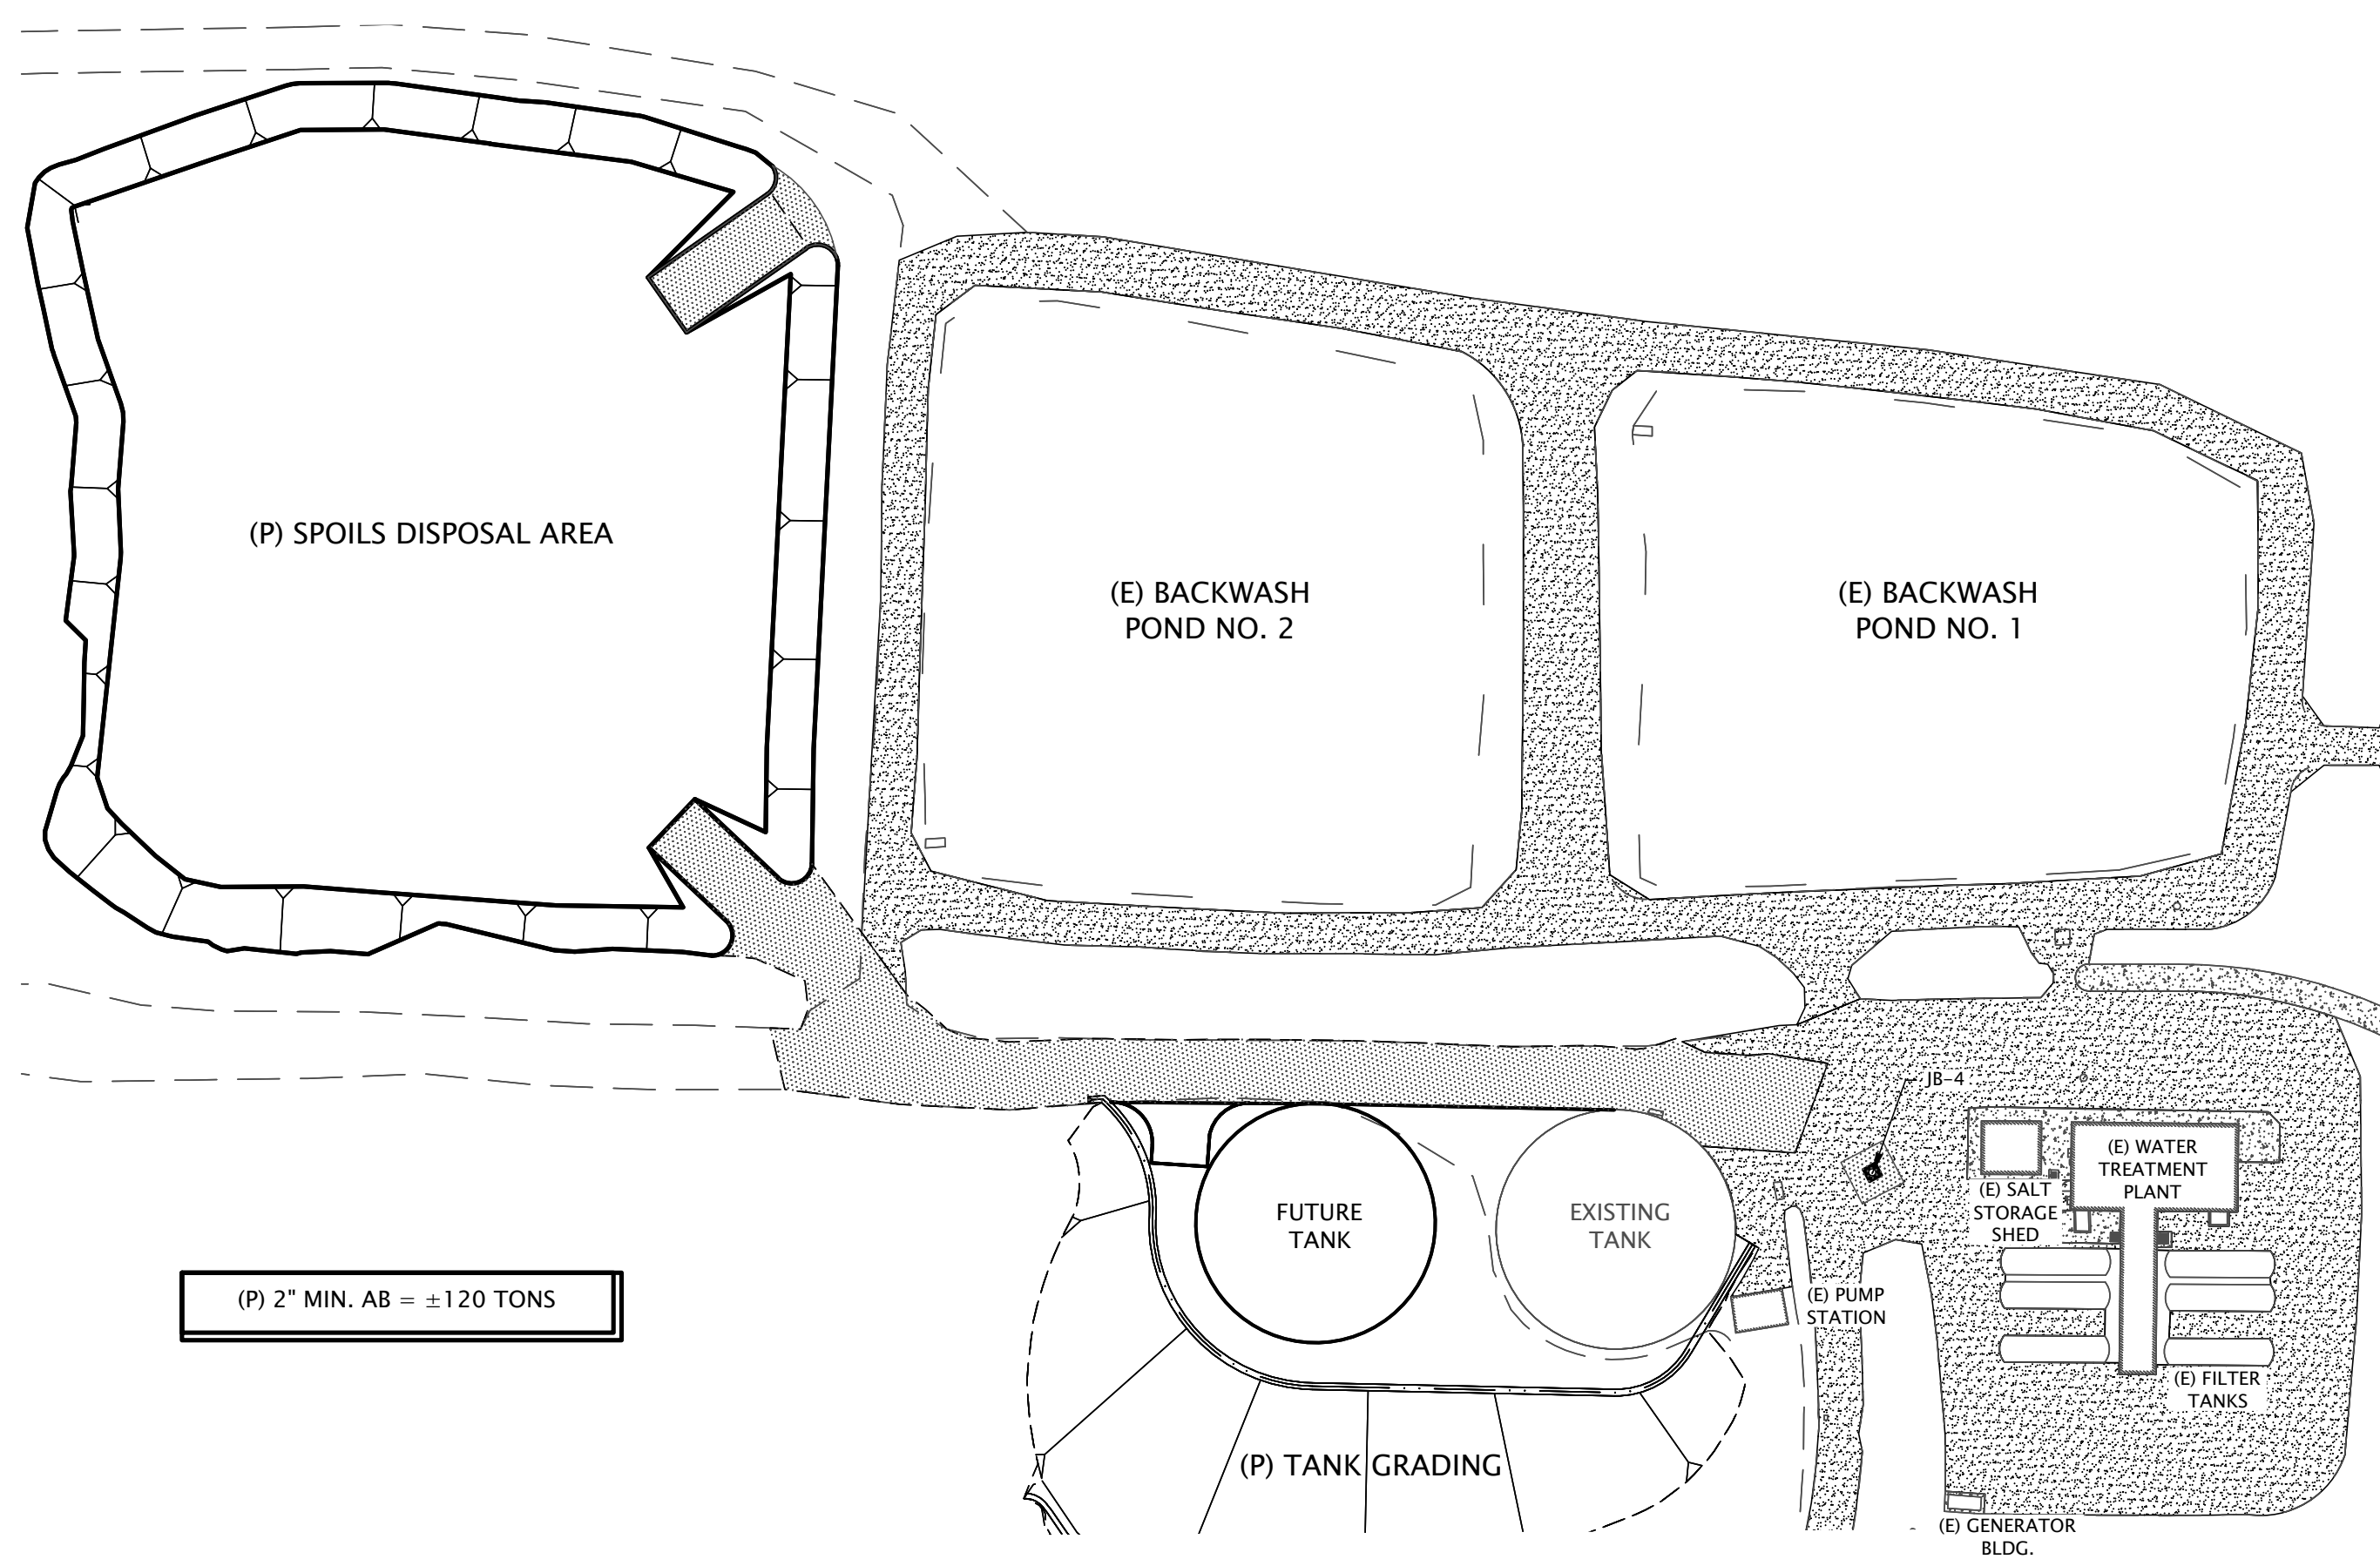 (P) SPOILS DISPOSAL AREA
(E) BACKWASH
POND NO. 2
(E) BACKWASH
POND NO. 1
JB-4
(E) WATER
TREATMENT
PLANT
(E) SALT
STORAGE
SHED
FUTURE
TANK
EXISTING
TANK
(P) 2" MIN. AB = ±120 TONS
(E) PUMP
STATION
(E) FILTER
TANKS
(P) TANK GRADING
(E) GENERATOR
BLDG.